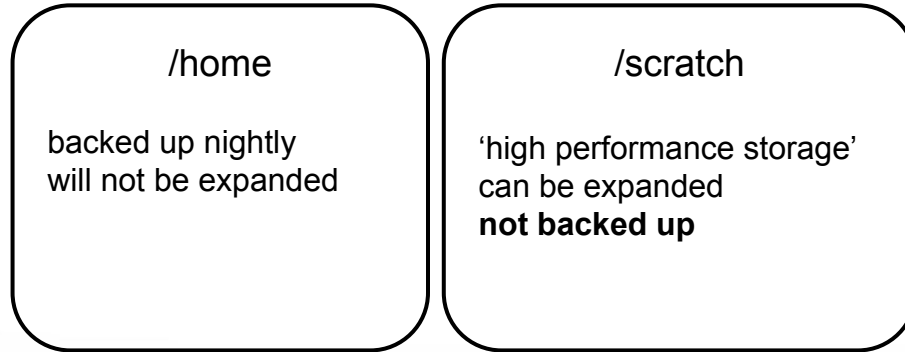 /home
backed up nightly
will not be expanded
/scratch
‘high performance storage’
can be expanded
not backed up